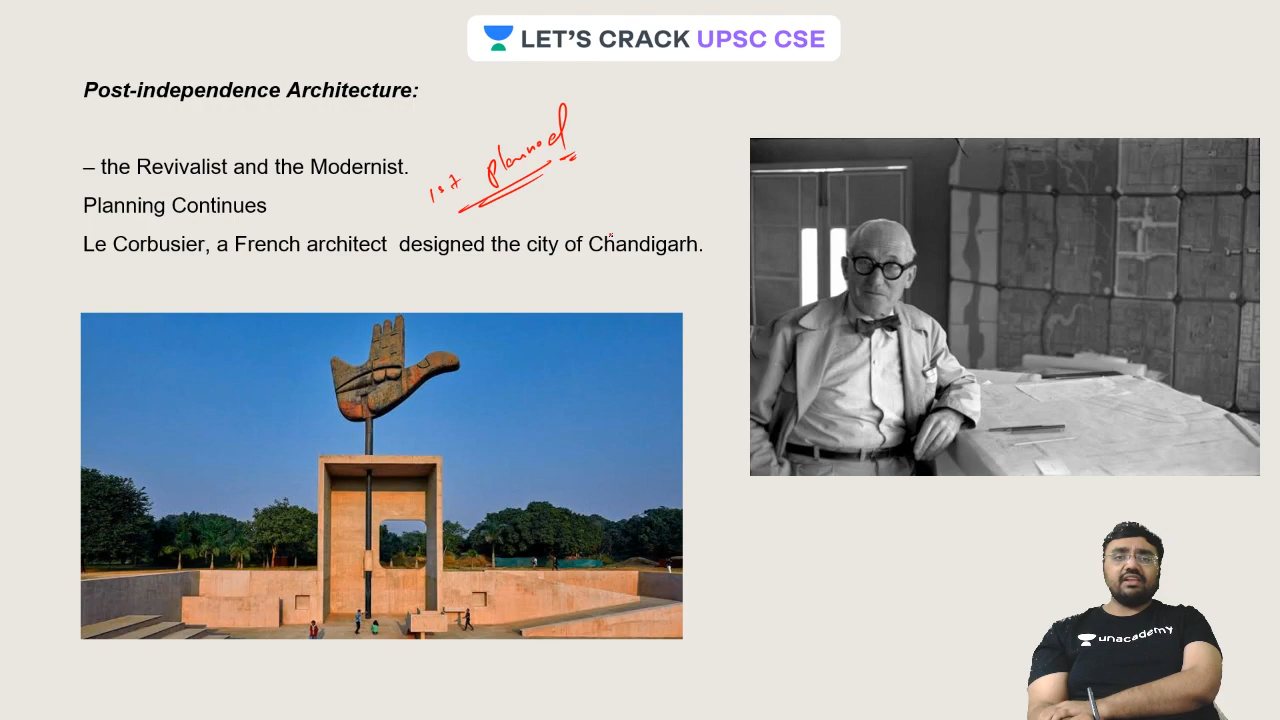 LET'S CRACK UPSC CSE
Post-independence Architecture:
– the Revivalist and the Modernist.
1st planned
Planning Continues
Le Corbusier, a French architect  designed the city of Chandigarh.
unacademy